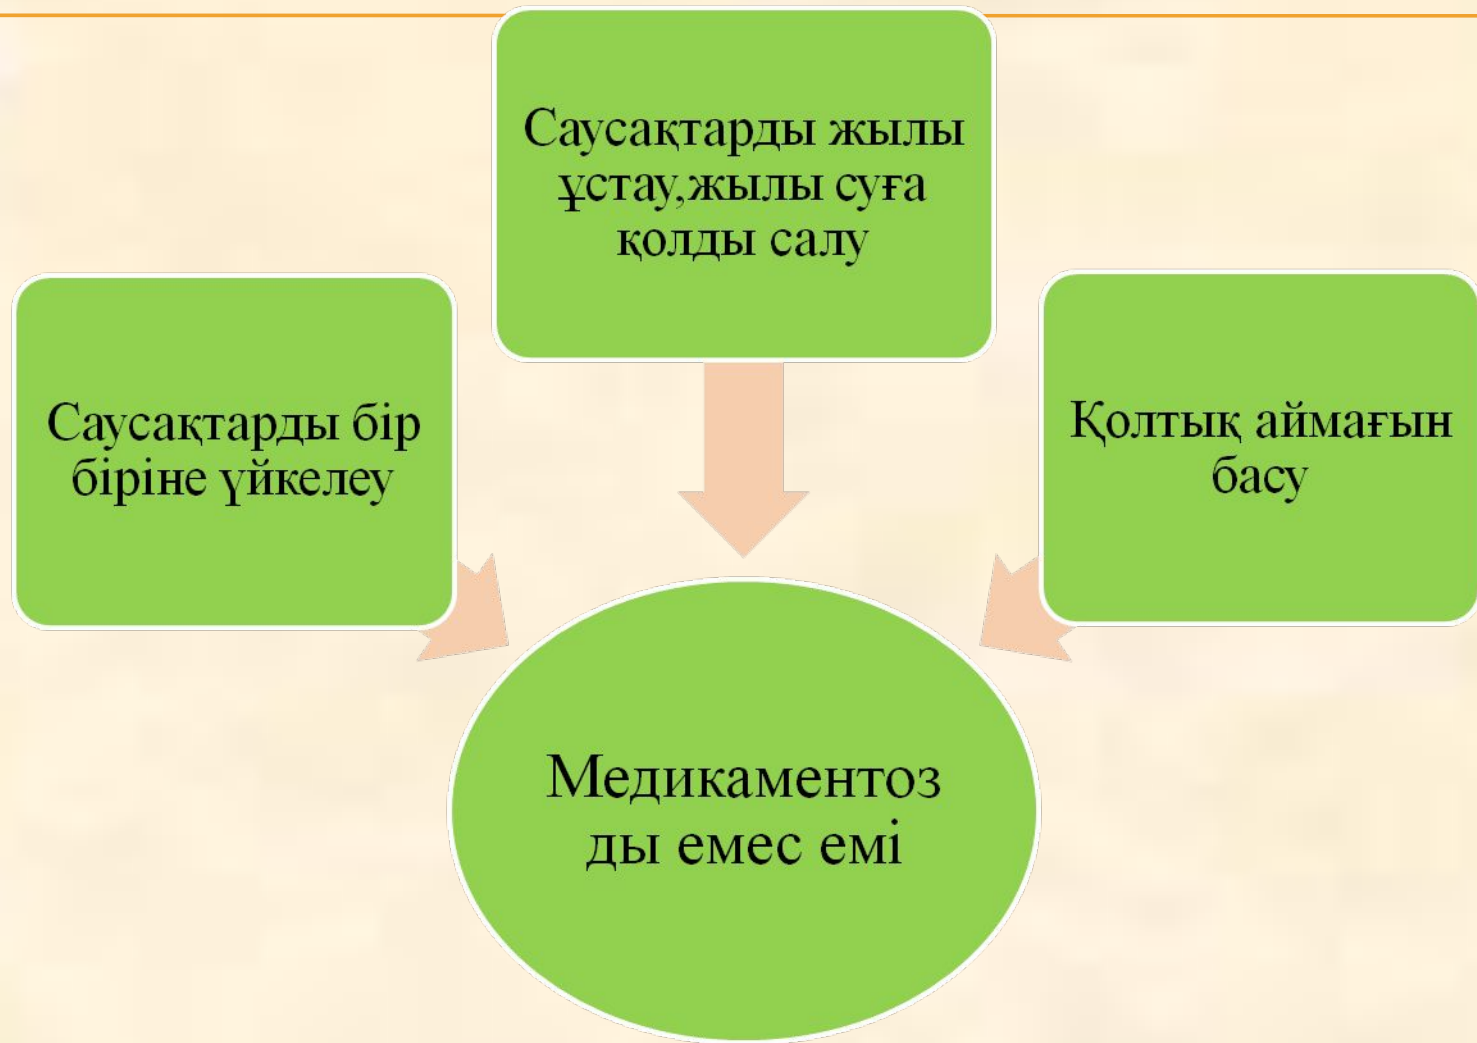 Саусақтарды жылы
ұстау,жылы суға
қолды салу
Саусақтарды бір
біріне үйкелеу
Қолтық аймағын
басу
Медикаментоз
ды емес емі